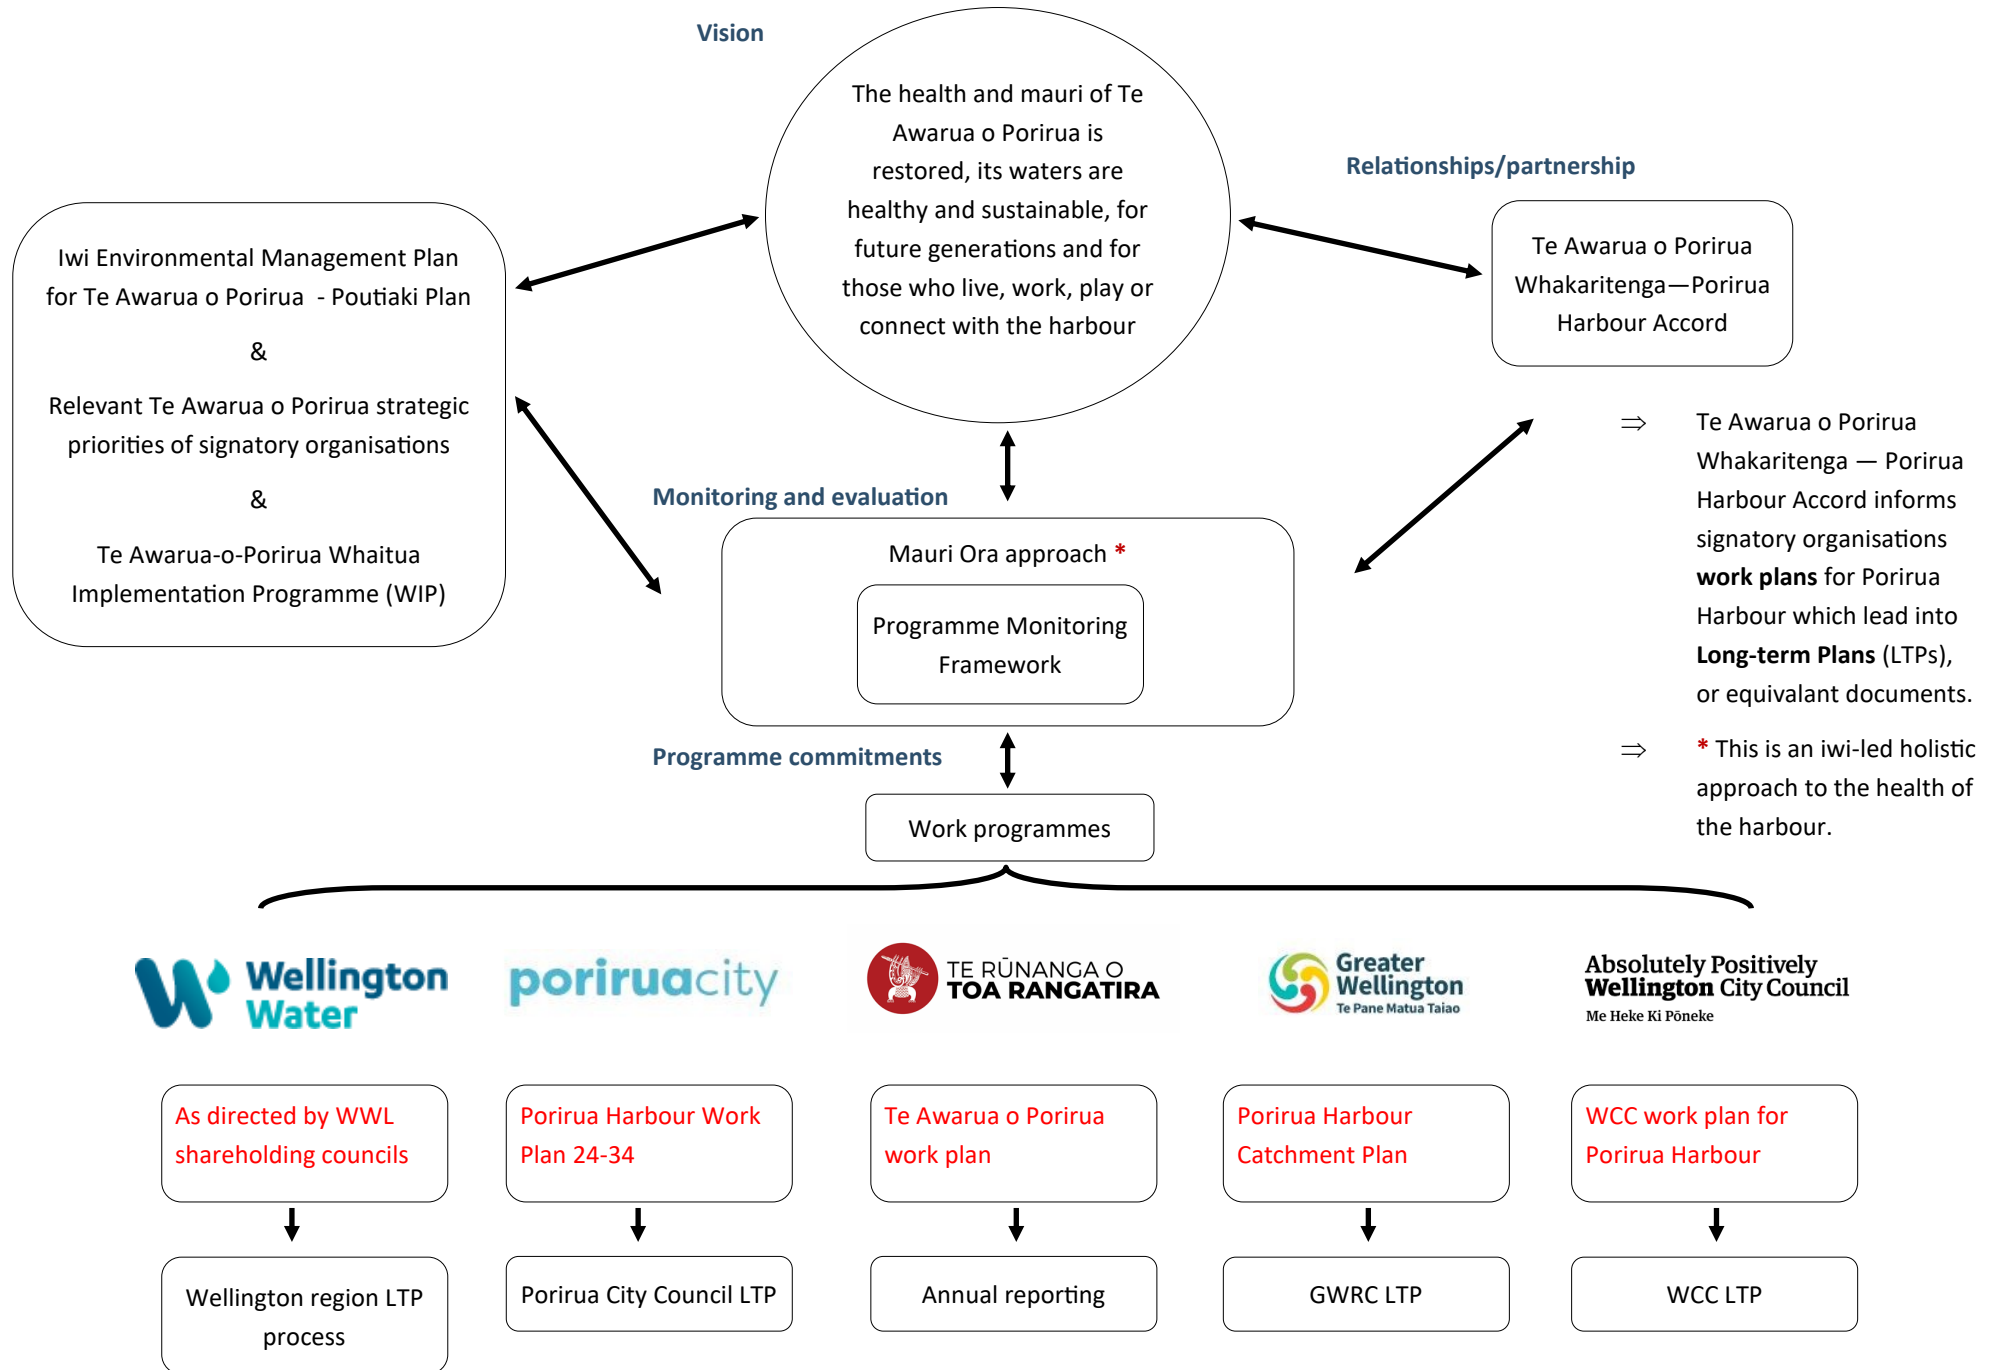 Vision
The health and mauri of Te
Awarua o Porirua is
restored, its waters are
healthy and sustainable, for
future generations and for
those who live, work, play or
connect with the harbour
Relationships/partnership
Te Awarua o Porirua
Whakaritenga—Porirua
Harbour Accord
Iwi Environmental Management Plan
for Te Awarua o Porirua - Poutiaki Plan
&
Relevant Te Awarua o Porirua strategic
priorities of signatory organisations
&
Te Awarua-o-Porirua Whaitua
Implementation Programme (WIP)
Monitoring and evaluation
Mauri Ora approach *
Programme Monitoring
Framework
⇒ Te Awarua o Porirua
Whakaritenga — Porirua
Harbour Accord informs
signatory organisations
work plans for Porirua
Harbour which lead into
Long-term Plans (LTPs),
or equivalant documents.
⇒ * This is an iwi-led holistic
approach to the health of
the harbour.
Programme commitments
Work programmes
Wellington
Water
poriruacity
TE RŪNANGA O
TOA RANGATIRA
Greater
Wellington
Te Pane Matua Taiao
Absolutely Positively
Wellington City Council
Me Heke Ki Pōneke
As directed by WWL
shareholding councils
Porirua Harbour Work
Plan 24-34
Te Awarua o Porirua
work plan
Porirua Harbour
Catchment Plan
WCC work plan for
Porirua Harbour
Wellington region LTP
process
Porirua City Council LTP
Annual reporting
GWRC LTP
WCC LTP